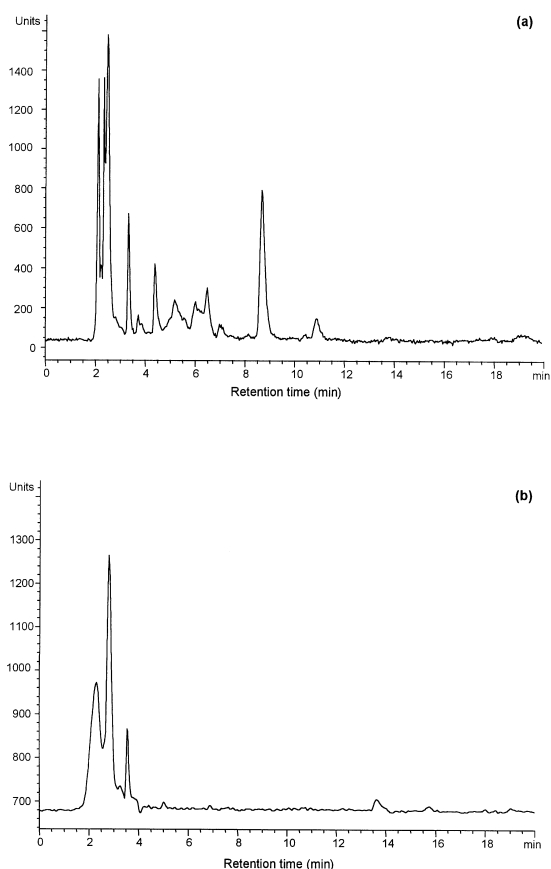 Units
(a)
1400
1200
1000
800
600
400
200
0
0 2 4 6 8 10 12 14 16 18 min
Retention time (min)
Units
(b)
1300
1200
1100
1000
900
800
700
0 2 4 6 8 10 12 14 16 18 min
Retention time (min)